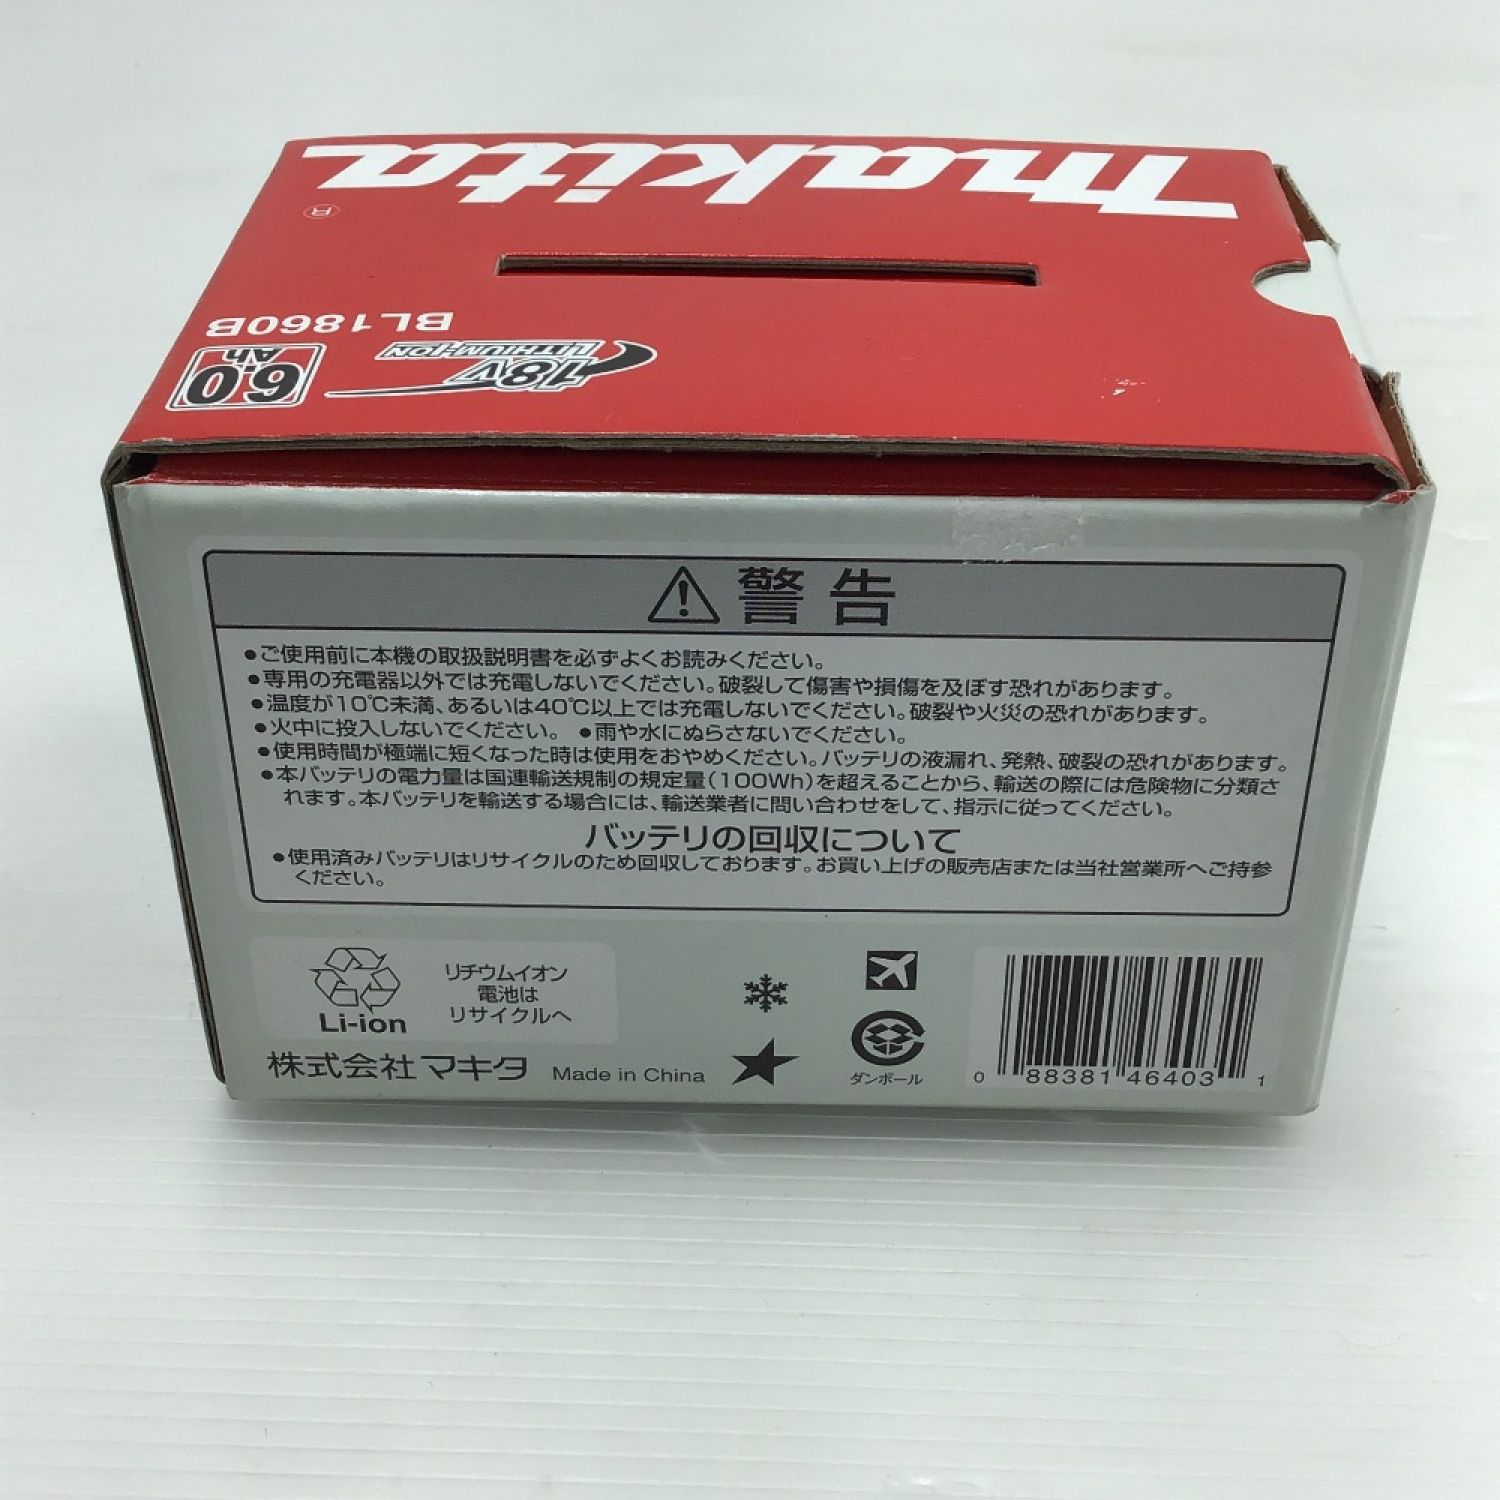 makita
®
BL1860B
18V
LITHIUM-ION
6.0
Ah
警告
●ご使用前に本機の取扱説明書を必ずよくお読みください。
●専用の充電器以外では充電しないでください。破裂して傷害や損傷を及ぼす恐れがあります。
●温度が10℃未満、あるいは40℃以上では充電しないでください。破裂や火災の恐れがあります。
●火中に投入しないでください。 ●雨や水にぬらさないでください。
●使用時間が極端に短くなった時は使用をおやめください。バッテリの液漏れ、発熱、破裂の恐れがあります。
●本バッテリの電力量は国連輸送規制の規定量(100Wh)を超えることから、輸送の際には危険物に分類さ
れます。本バッテリを輸送する場合には、輸送業者に問い合わせをして、指示に従ってください。
バッテリの回収について
●使用済みバッテリはリサイクルのため回収しております。お買い上げの販売店または当社営業所へご持参
ください。
Li-ion
リチウムイオン
電池は
リサイクルへ
株式会社マキタ Made in China
ダンボール
0 88381 46403 1